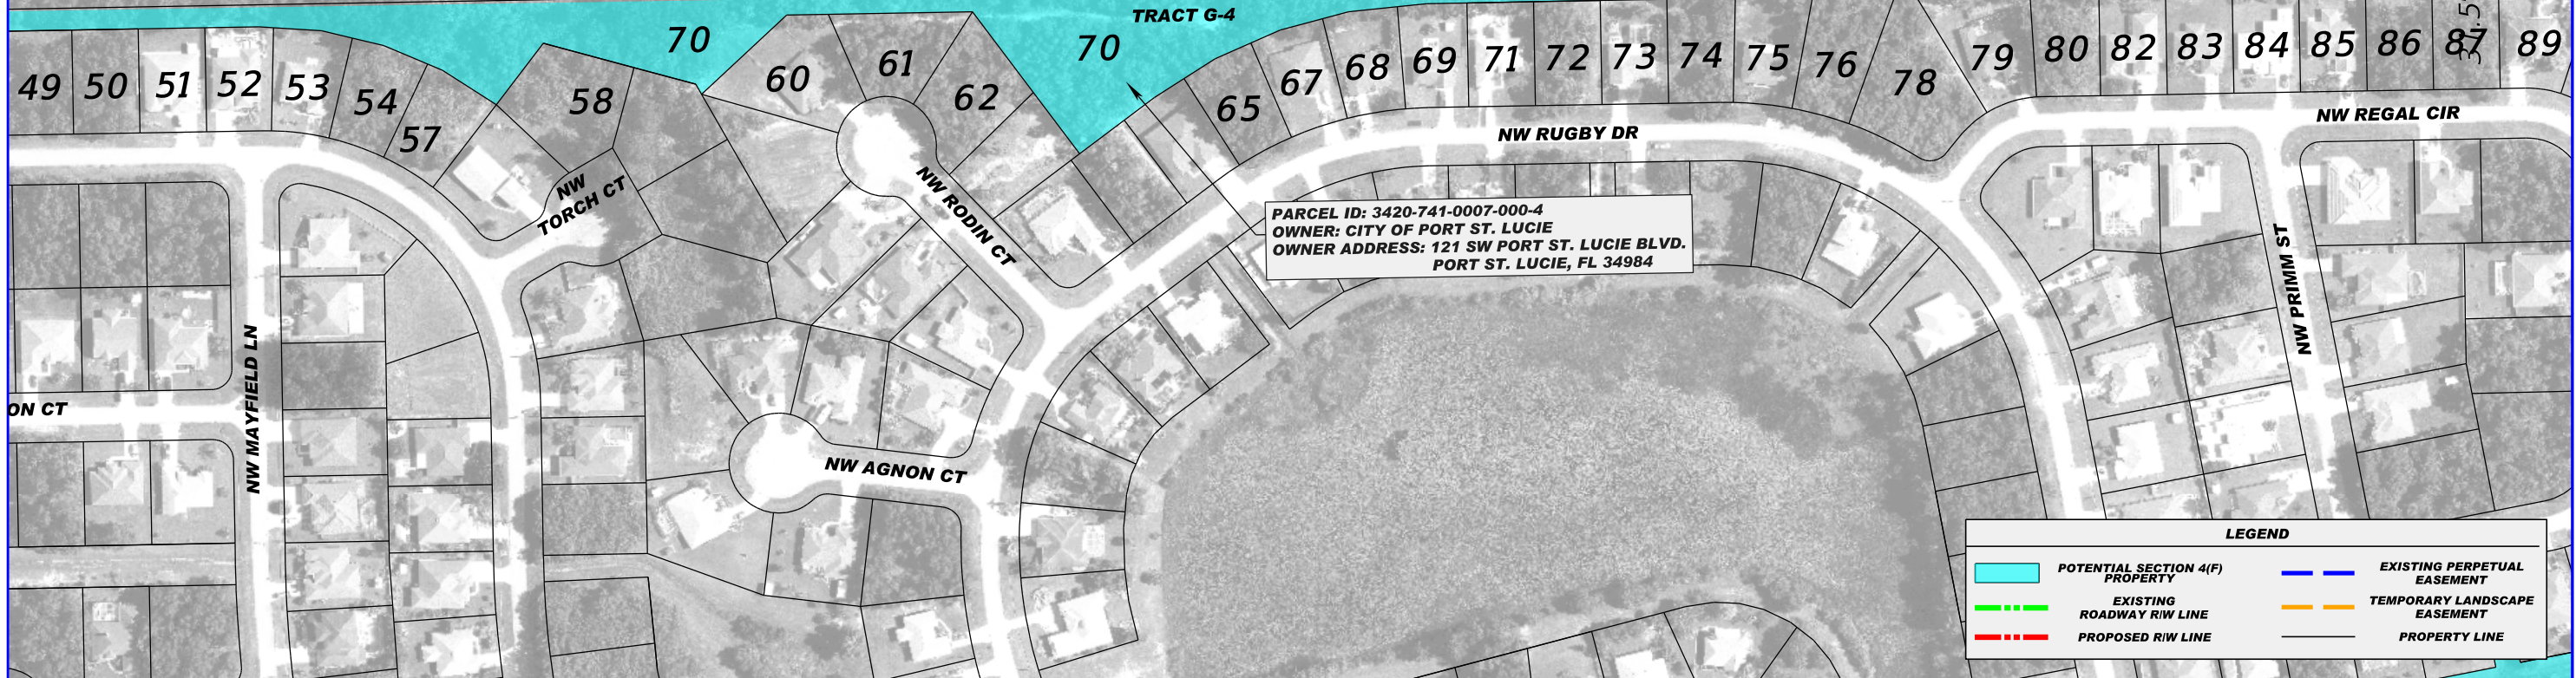 TRACT G-4
70
70
49
50
51
52
53
54
57
58
60
61
62
65
67
68
69
71
72
73
74
75
76
78
79
80
82
83
84
85
86
87
37.5
89
NW REGAL CIR
NW RUGBY DR
NW
TORCH CT
NW RODIN CT
PARCEL ID: 3420-741-0007-000-4
OWNER: CITY OF PORT ST. LUCIE
OWNER ADDRESS: 121 SW PORT ST. LUCIE BLVD.
PORT ST. LUCIE, FL 34984
NW PRIMM ST
NW MAYFIELD LN
ON CT
NW AGNON CT
LEGEND
POTENTIAL SECTION 4(F)
PROPERTY
EXISTING
ROADWAY R/W LINE
PROPOSED R/W LINE
EXISTING PERPETUAL
EASEMENT
TEMPORARY LANDSCAPE
EASEMENT
PROPERTY LINE